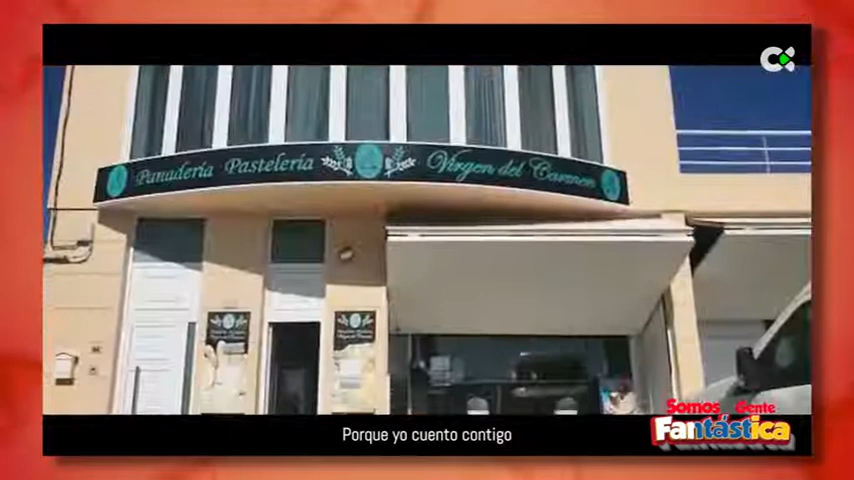 Panadería Pastelería Virgen del Carmen
Porque yo cuento contigo
Somos Gente
Fantástica